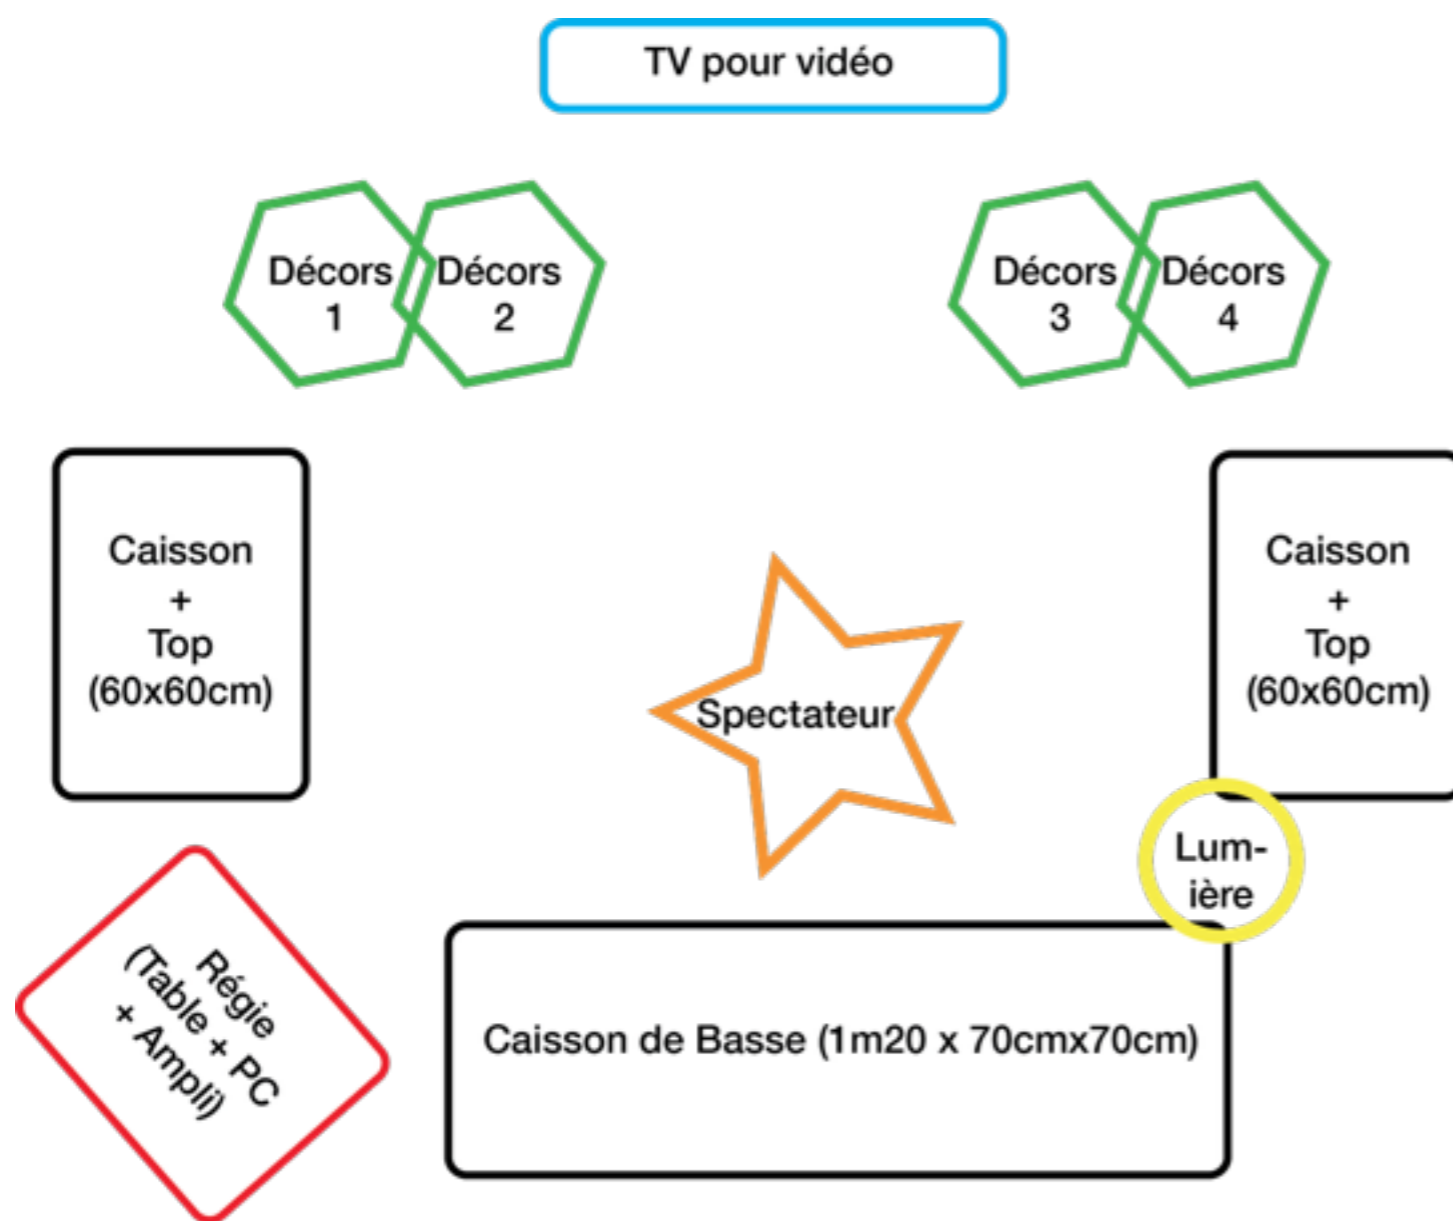 TV pour vidéo
Décors
1
Décors
2
Décors
3
Décors
4
Caisson
+
Top
(60x60cm)
Spectateur
Caisson
+
Top
(60x60cm)
Lum-
ière
Régie
(Table + PC
+ Ampli)
Caisson de Basse (1m20 x 70cmx70cm)